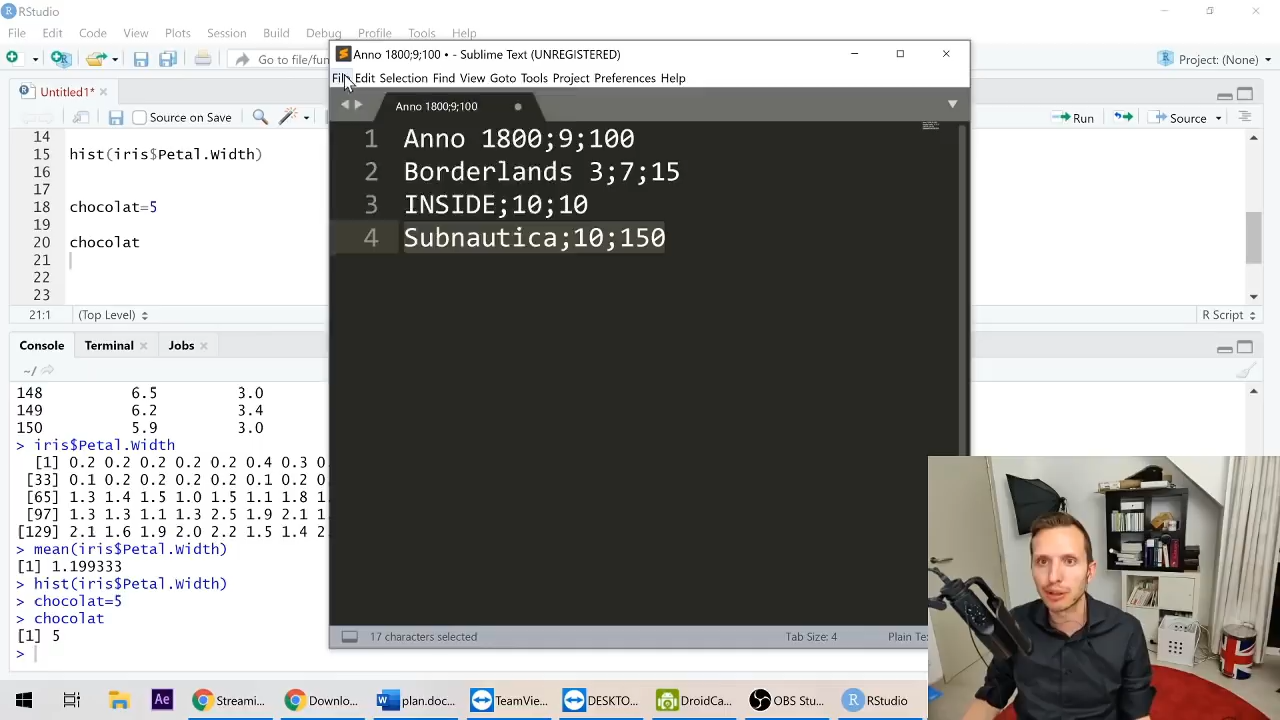 RStudio
File Edit Code View Plots Session Build Debug Profile Tools Help
Go to file/fun
Project: (None)
Untitled1*
Source on Save
Run
Source
14
15 hist(iris$Petal.Width)
16
17
18 chocolat=5
19
20 chocolat
21
22
23
21:1 (Top Level)
R Script
Console Terminal Jobs
~/
148 6.5 3.0
149 6.2 3.4
150 5.9 3.0
> iris$Petal.Width
[1] 0.2 0.2 0.2 0.2 0.2 0.4 0.3 0
[33] 0.1 0.2 0.2 0.2 0.2 0.1 0.2 0
[65] 1.3 1.4 1.5 1.0 1.5 1.1 1.8 1
[97] 1.3 1.3 1.1 1.3 2.5 1.9 2.1 1
[129] 2.1 1.6 1.9 2.0 2.2 1.5 1.4 2
> mean(iris$Petal.Width)
[1] 1.199333
> hist(iris$Petal.Width)
> chocolat=5
> chocolat
[1] 5
>
Anno 1800;9;100 • - Sublime Text (UNREGISTERED)
File Edit Selection Find View Goto Tools Project Preferences Help
Anno 1800;9;100
1 Anno 1800;9;100
2 Borderlands 3;7;15
3 INSIDE;10;10
4 Subnautica;10;150
17 characters selected
Tab Size: 4
Plain Te
Ae
Streami...
Downlo...
plan.doc...
TeamVie...
DESKTO...
DroidCa...
OBS Stu...
RStudio